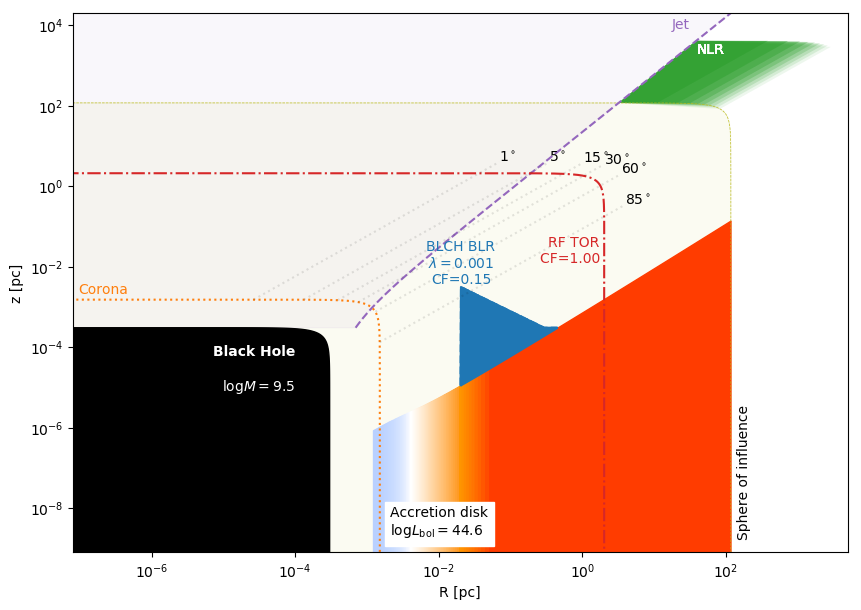 Jet
NLR
1°
5°
15°
30°
60°
85°
BLCH BLR
λ = 0.001
CF=0.15
RF TOR
CF=1.00
Corona
Black Hole
logM = 9.5
Accretion disk
logL_bol = 44.6
Sphere of influence
z [pc]
10^4
10^2
10^0
10^−2
10^−4
10^−6
10^−8
10^−6
10^−4
10^−2
10^0
10^2
R [pc]